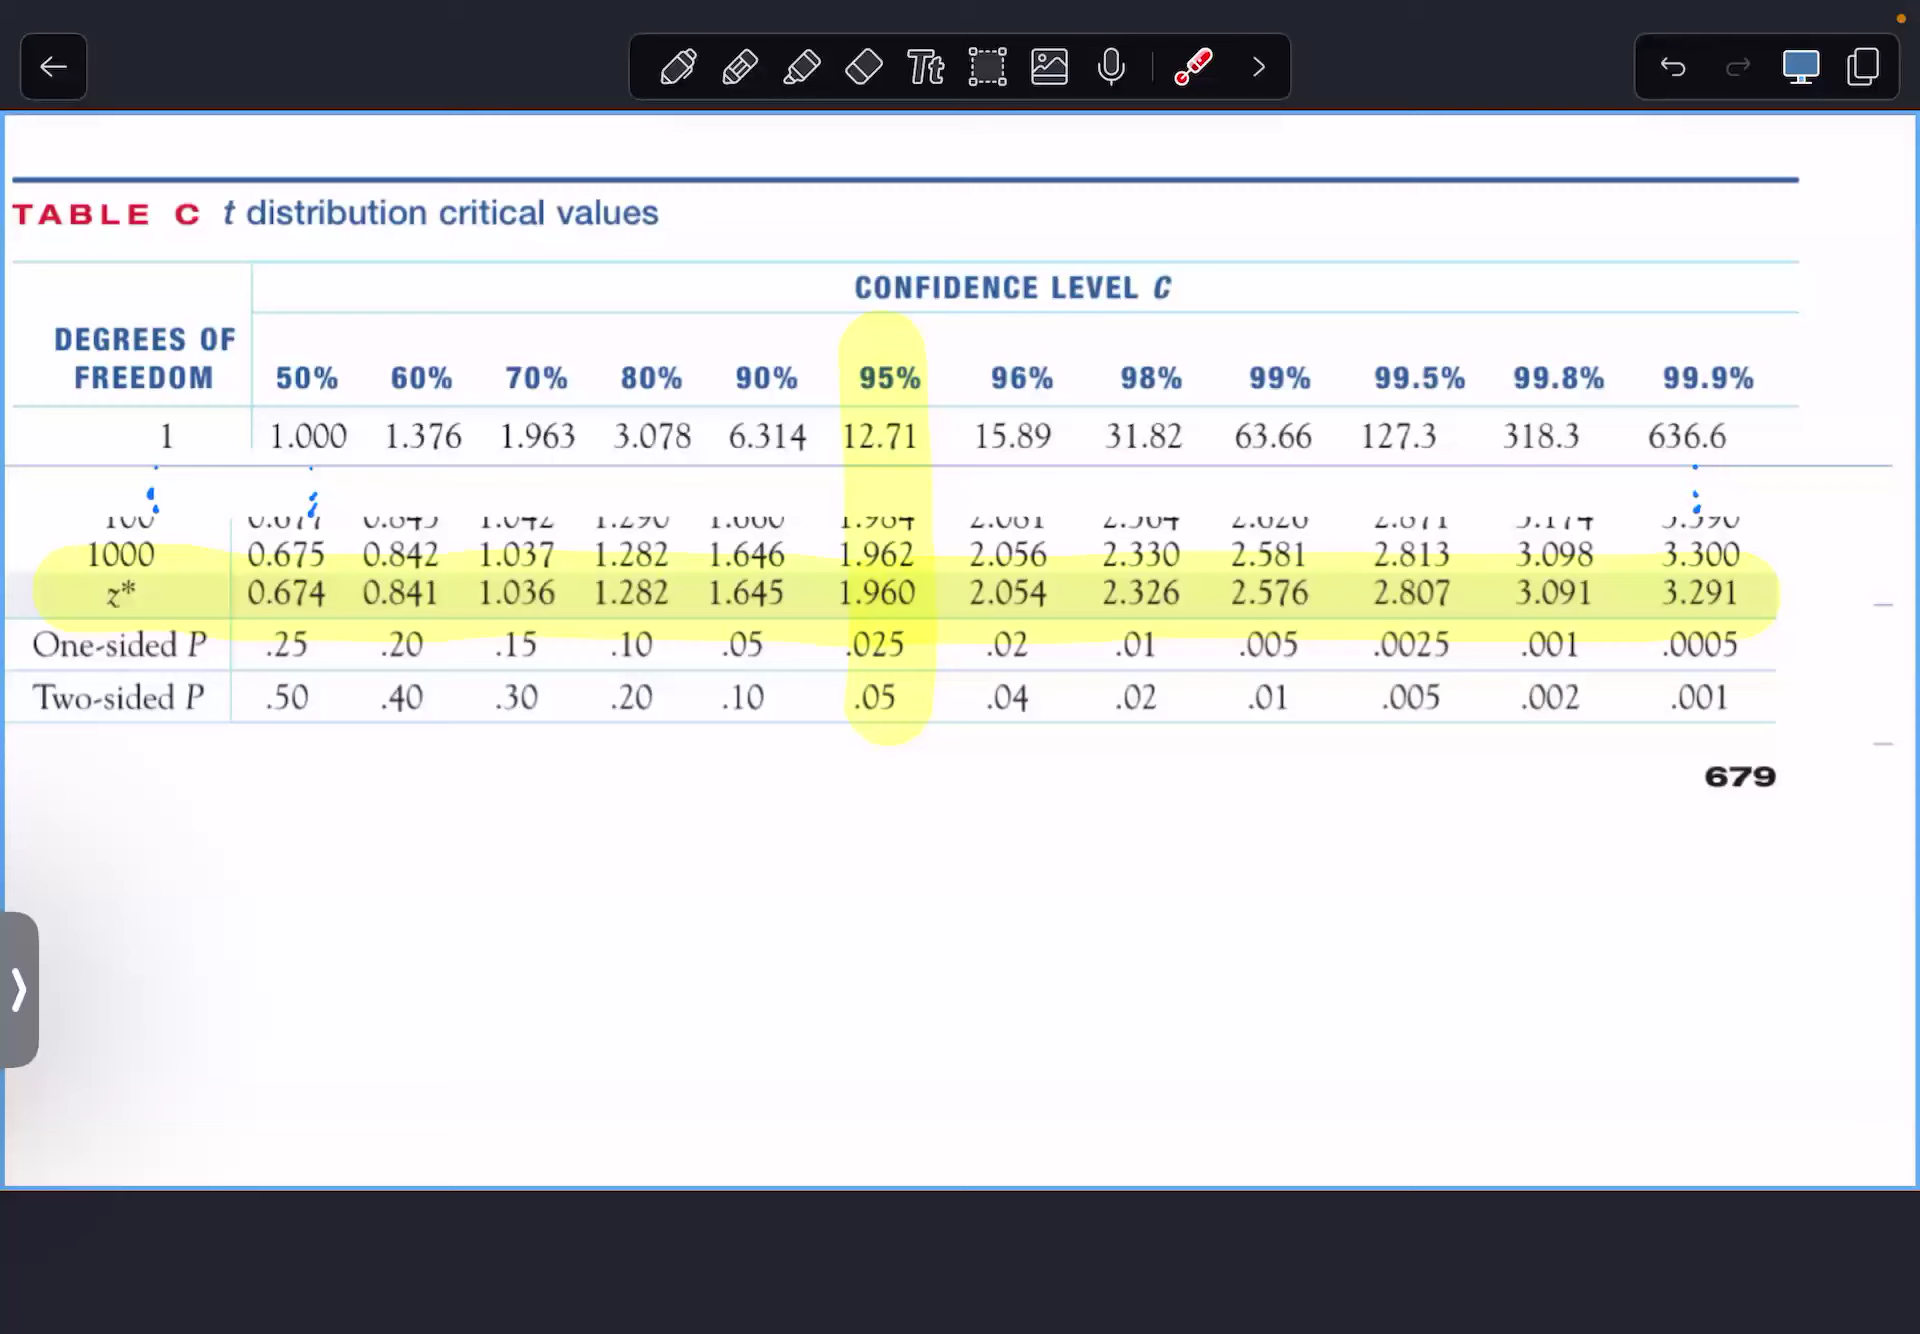 Tt
TABLE C t distribution critical values
CONFIDENCE LEVEL C
DEGREES OF FREEDOM 50% 60% 70% 80% 90% 95% 96% 98% 99% 99.5% 99.8% 99.9%
1 1.000 1.376 1.963 3.078 6.314 12.71 15.89 31.82 63.66 127.3 318.3 636.6
1000 0.675 0.842 1.037 1.282 1.646 1.962 2.056 2.330 2.581 2.813 3.098 3.300
z* 0.674 0.841 1.036 1.282 1.645 1.960 2.054 2.326 2.576 2.807 3.091 3.291
One-sided P .25 .20 .15 .10 .05 .025 .02 .01 .005 .0025 .001 .0005
Two-sided P .50 .40 .30 .20 .10 .05 .04 .02 .01 .005 .002 .001
679